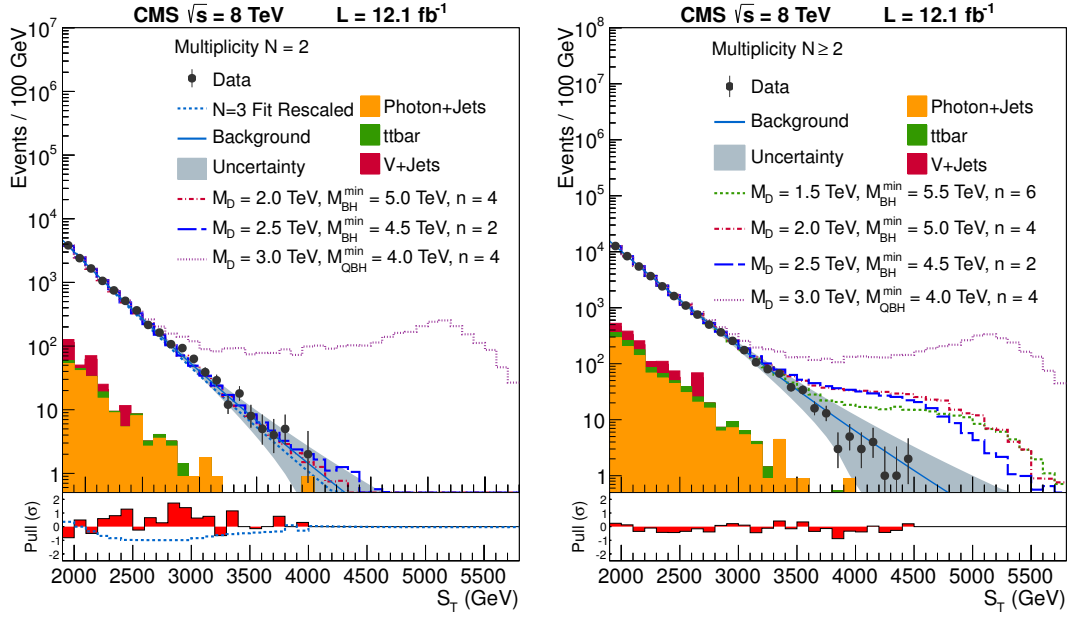 CMS √s = 8 TeV L = 12.1 fb⁻¹
Events / 100 GeV
10⁷
10⁶
10⁵
10⁴
10³
10²
10
1
Multiplicity N = 2
Data
N=3 Fit Rescaled
Background
Uncertainty
Photon+Jets
ttbar
V+Jets
M_D = 2.0 TeV, M_BH^min = 5.0 TeV, n = 4
M_D = 2.5 TeV, M_BH^min = 4.5 TeV, n = 2
M_D = 3.0 TeV, M_QBH^min = 4.0 TeV, n = 4
Pull (σ)
2
1
0
-1
-2
2000 2500 3000 3500 4000 4500 5000 5500
S_T (GeV)
CMS √s = 8 TeV L = 12.1 fb⁻¹
Events / 100 GeV
10⁸
10⁷
10⁶
10⁵
10⁴
10³
10²
10
1
Multiplicity N ≥ 2
Data
Background
Uncertainty
Photon+Jets
ttbar
V+Jets
M_D = 1.5 TeV, M_BH^min = 5.5 TeV, n = 6
M_D = 2.0 TeV, M_BH^min = 5.0 TeV, n = 4
M_D = 2.5 TeV, M_BH^min = 4.5 TeV, n = 2
M_D = 3.0 TeV, M_QBH^min = 4.0 TeV, n = 4
Pull (σ)
2
1
0
-1
-2
2000 2500 3000 3500 4000 4500 5000 5500
S_T (GeV)